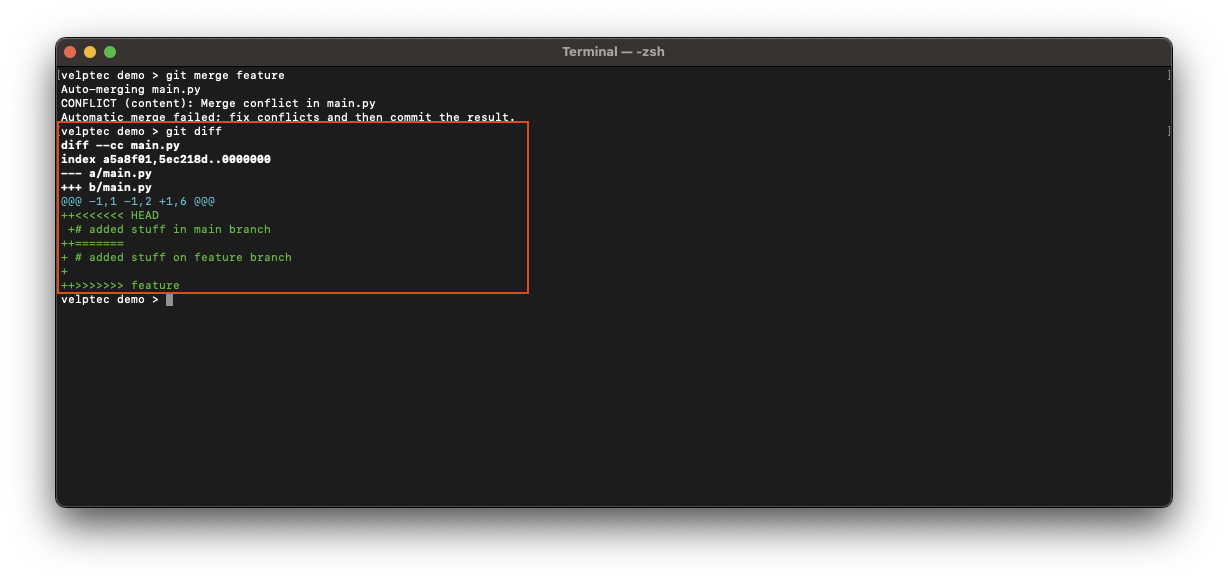 Terminal — -zsh
[velptec demo > git merge feature ]
Auto-merging main.py
CONFLICT (content): Merge conflict in main.py
Automatic merge failed; fix conflicts and then commit the result.
[velptec demo > git diff ]
diff --cc main.py
index a5a8f01,5ec218d..0000000
--- a/main.py
+++ b/main.py
@@@ -1,1 -1,2 +1,6 @@@
++<<<<<<< HEAD
 +# added stuff in main branch
++=======
+ # added stuff on feature branch
+
++>>>>>>> feature
velptec demo >